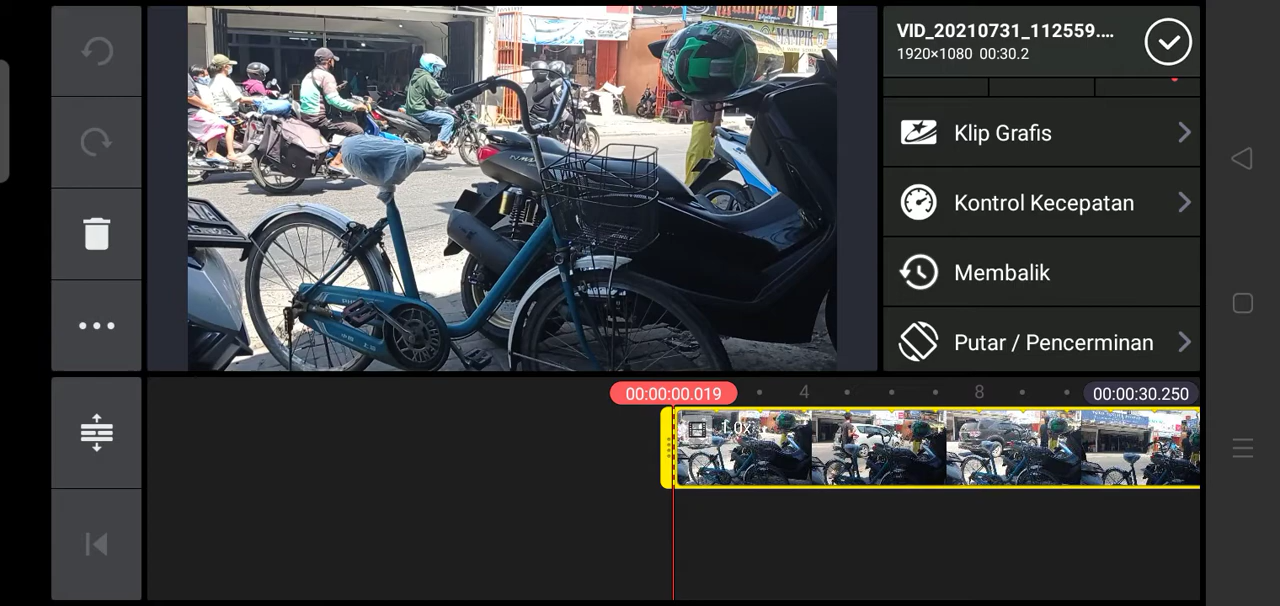 VID_20210731_112559....
1920×1080 00:30.2
MAMPIR
Klip Grafis
Kontrol Kecepatan
Membalik
Putar / Pencerminan
00:00:00.019
4
8
00:00:30.250
1.0x